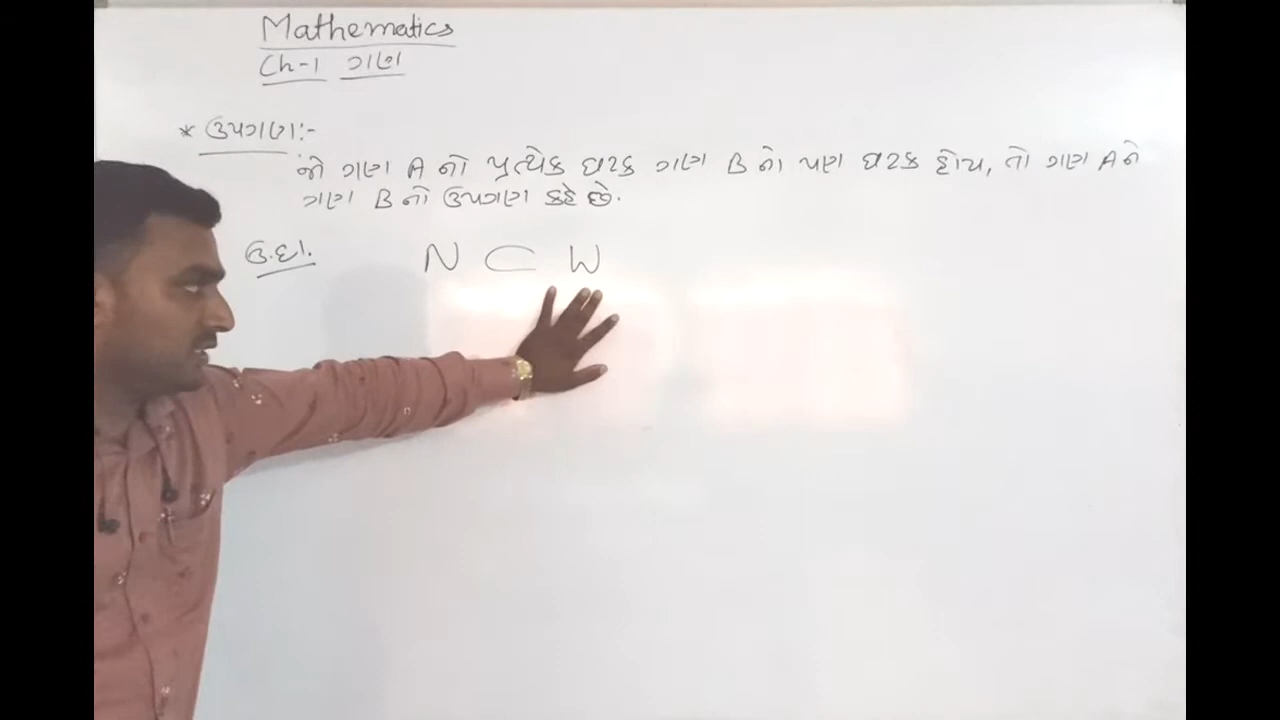 Mathematics
Ch-1 ગણ
* ઉપગણ:-
જો ગણ A નો પ્રત્યેક ઘટક ગણ B નો પણ ઘટક હોય, તો ગણ A ને
ગણ B નો ઉપગણ કહે છે.
ઉ.દા. N ⊂ W